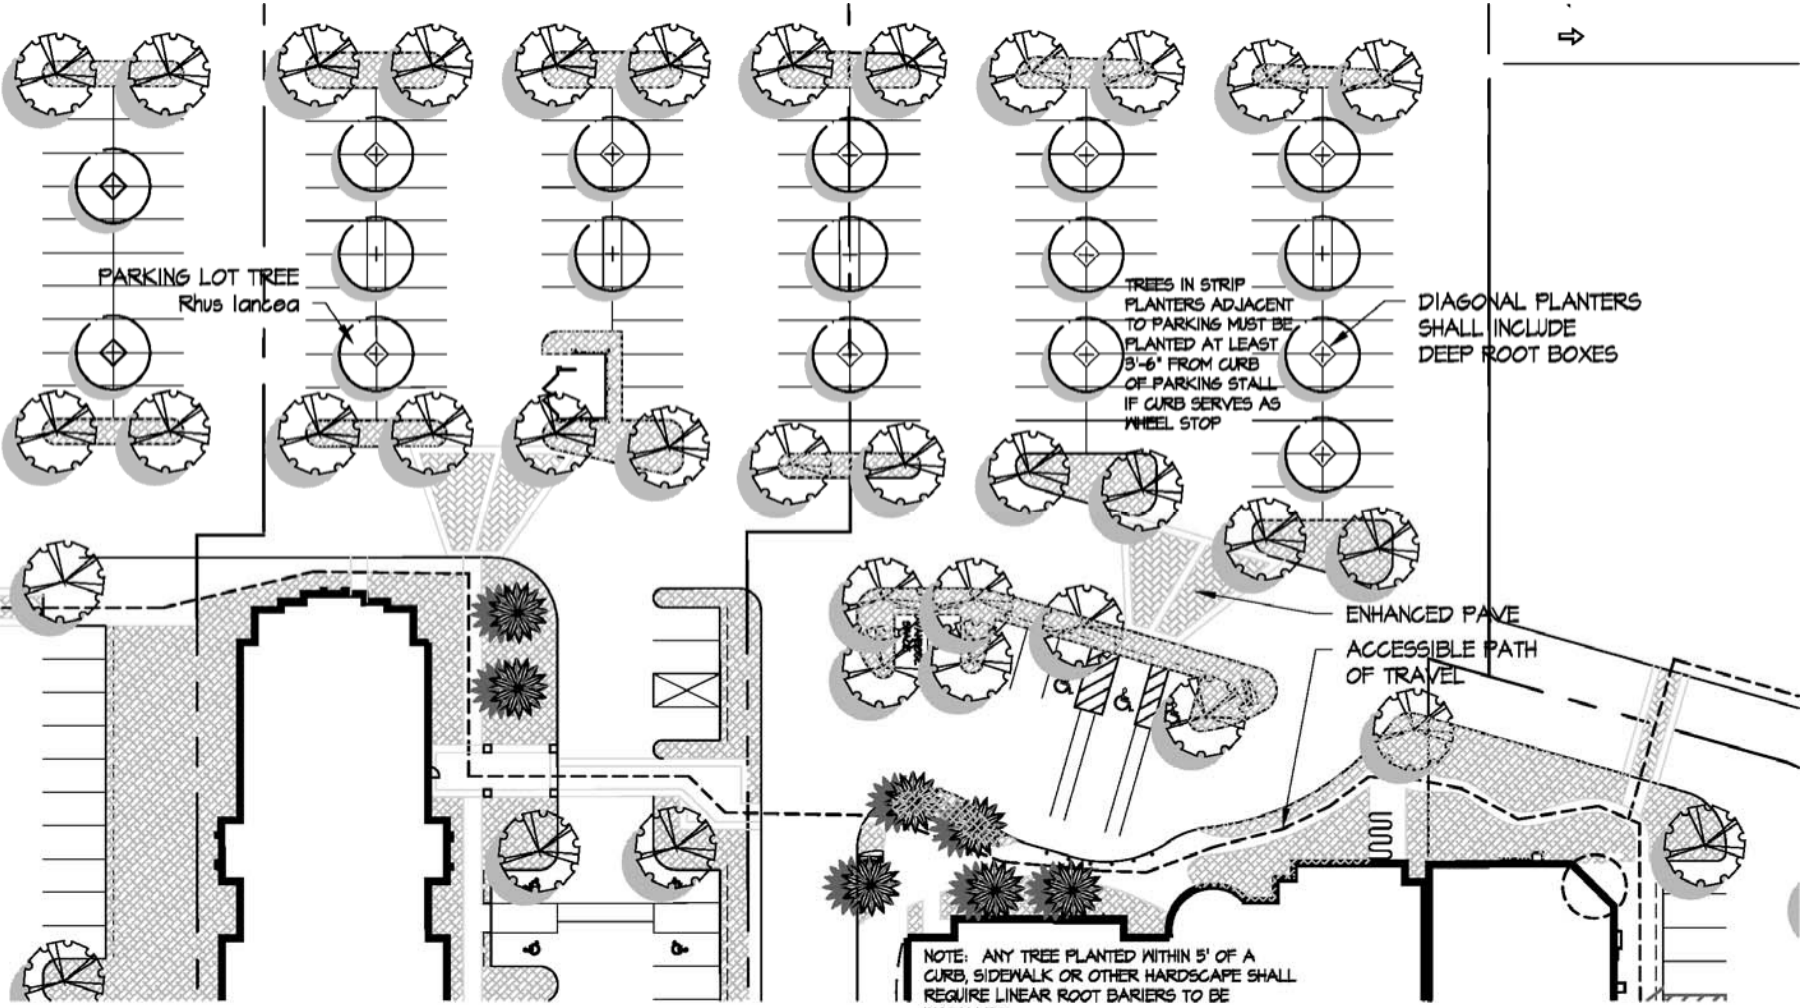 PARKING LOT TREE
Rhus lancea
TREES IN STRIP
PLANTERS ADJACENT
TO PARKING MUST BE
PLANTED AT LEAST
3'-6" FROM CURB
OF PARKING STALL
IF CURB SERVES AS
WHEEL STOP
DIAGONAL PLANTERS
SHALL INCLUDE
DEEP ROOT BOXES
ENHANCED PAVE
ACCESSIBLE PATH
OF TRAVEL
NOTE: ANY TREE PLANTED WITHIN 5' OF A
CURB, SIDEWALK OR OTHER HARDSCAPE SHALL
REQUIRE LINEAR ROOT BARIERS TO BE